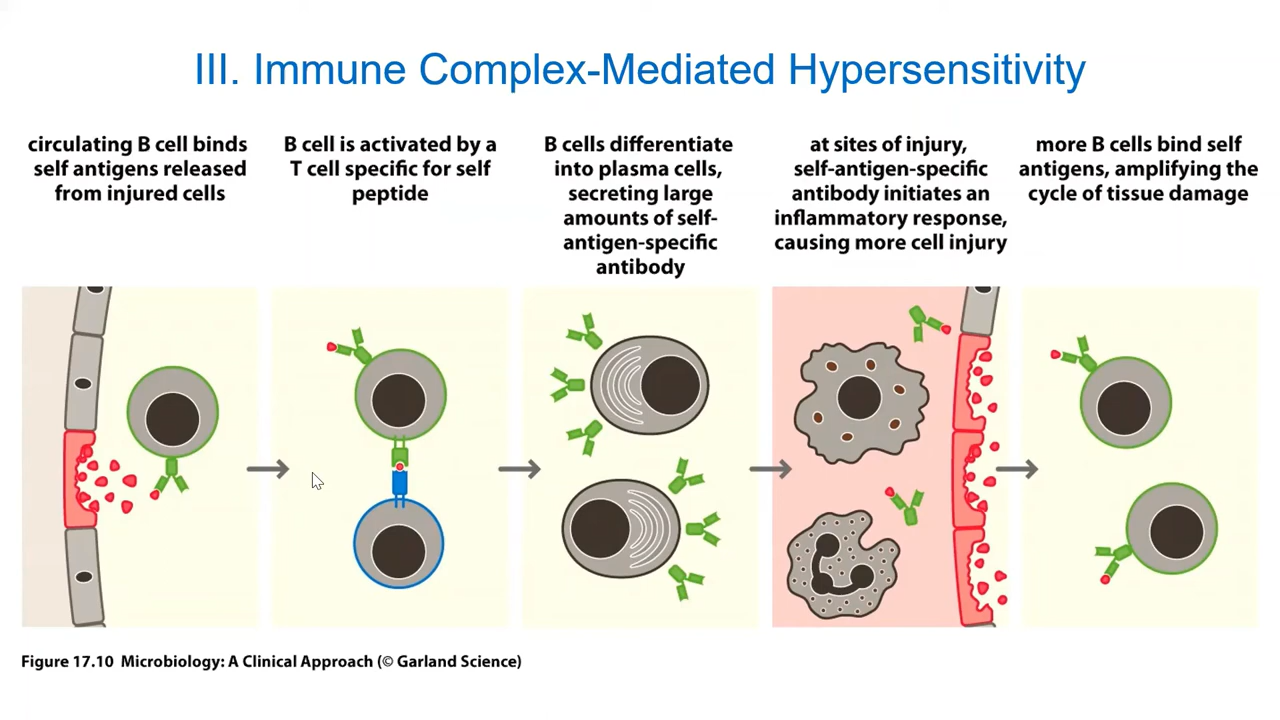 III. Immune Complex-Mediated Hypersensitivity
circulating B cell binds
self antigens released
from injured cells
B cell is activated by a
T cell specific for self
peptide
B cells differentiate
into plasma cells,
secreting large
amounts of self-
antigen-specific
antibody
at sites of injury,
self-antigen-specific
antibody initiates an
inflammatory response,
causing more cell injury
more B cells bind self
antigens, amplifying the
cycle of tissue damage
Figure 17.10 Microbiology: A Clinical Approach (© Garland Science)